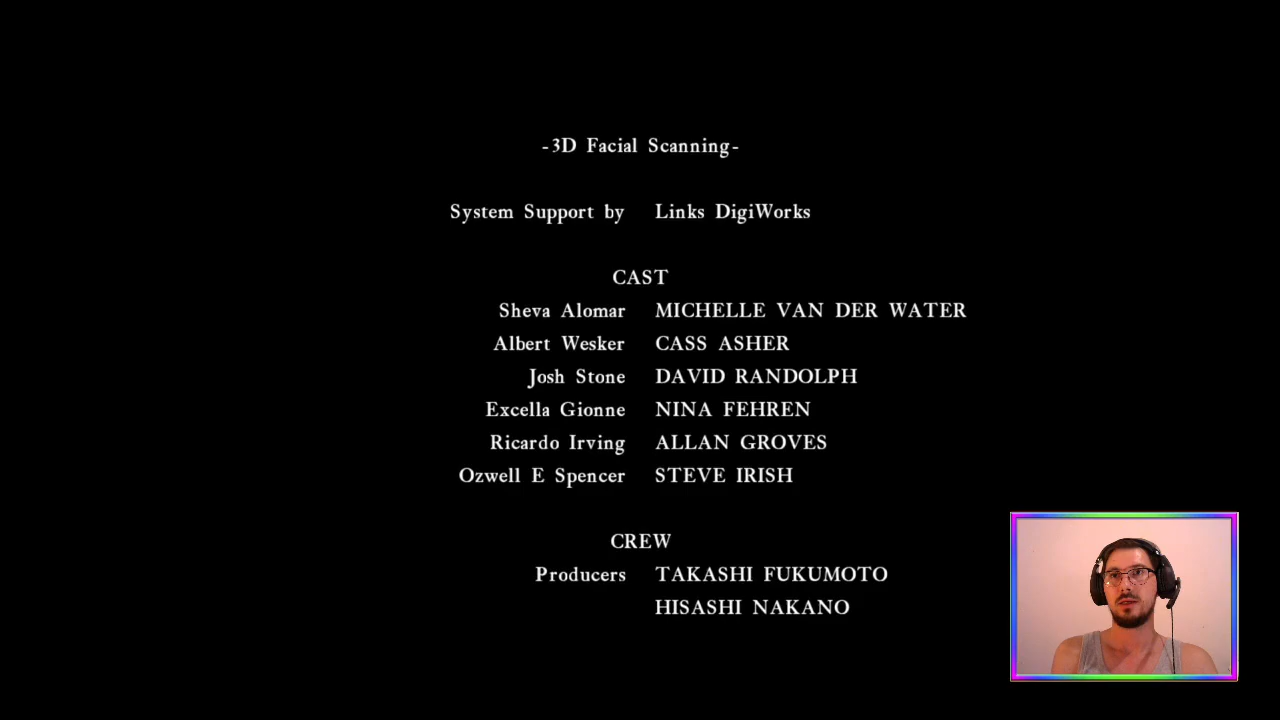 -3D Facial Scanning-
System Support by Links DigiWorks
CAST
Sheva Alomar MICHELLE VAN DER WATER
Albert Wesker CASS ASHER
Josh Stone DAVID RANDOLPH
Excella Gionne NINA FEHREN
Ricardo Irving ALLAN GROVES
Ozwell E Spencer STEVE IRISH
CREW
Producers TAKASHI FUKUMOTO
HISASHI NAKANO